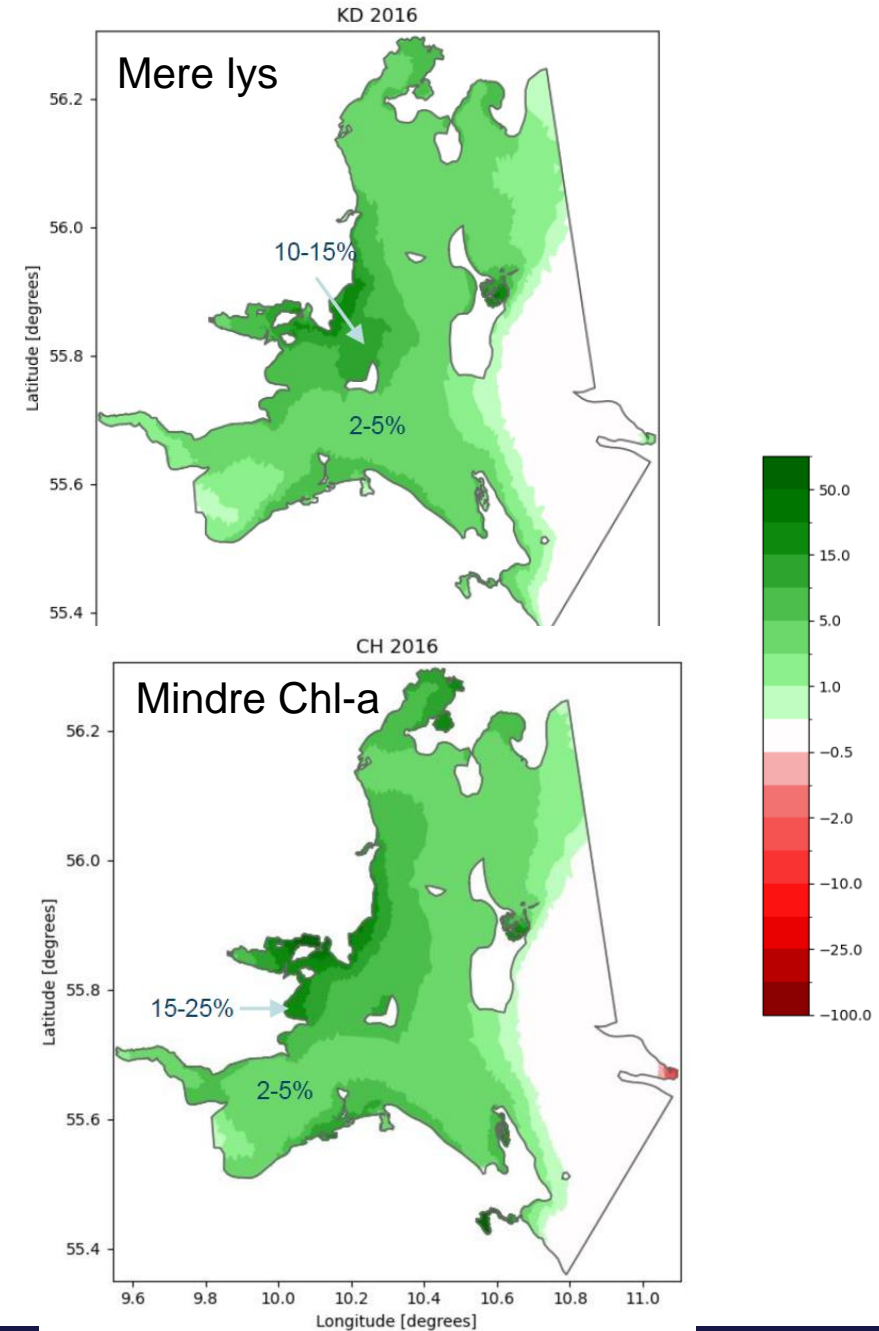 KD 2016
Mere lys
56.2
56.0
55.8
55.6
55.4
Latitude [degrees]
10-15%
2-5%
CH 2016
Mindre Chl-a
56.2
56.0
55.8
55.6
55.4
Latitude [degrees]
15-25%
2-5%
9.6 9.8 10.0 10.2 10.4 10.6 10.8 11.0
Longitude [degrees]
50.0
15.0
5.0
1.0
−0.5
−2.0
−10.0
−25.0
−100.0